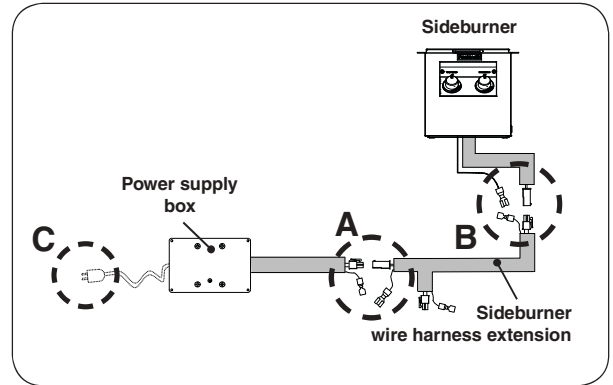 Sideburner
Power supply
box
C
A
B
Sideburner
wire harness extension